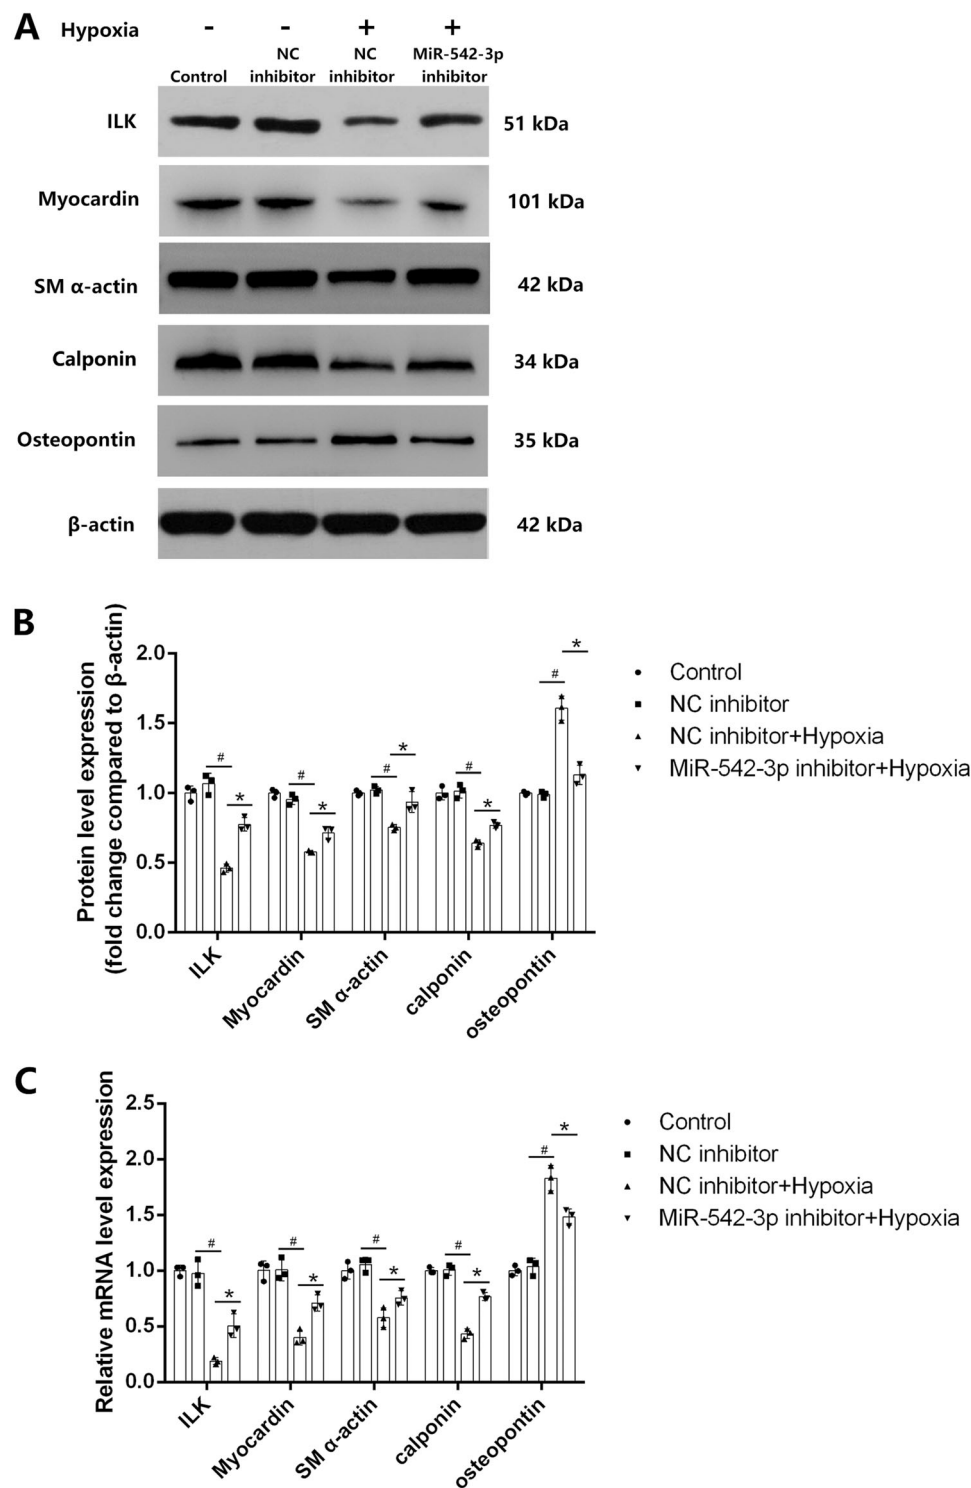 A
Hypoxia - - + +
Control
NC
inhibitor
NC
inhibitor
MiR-542-3p
inhibitor
ILK 51 kDa
Myocardin 101 kDa
SM α-actin 42 kDa
Calponin 34 kDa
Osteopontin 35 kDa
β-actin 42 kDa
B
Protein level expression
(fold change compared to β-actin)
2.0
1.5
1.0
0.5
0.0
# * # * # * # * # *
ILK
Myocardin
SM α-actin
calponin
osteopontin
Control
NC inhibitor
NC inhibitor+Hypoxia
MiR-542-3p inhibitor+Hypoxia
C
Relative mRNA level expression
2.5
2.0
1.5
1.0
0.5
0.0
# * # * # * # * # *
ILK
Myocardin
SM α-actin
calponin
osteopontin
Control
NC inhibitor
NC inhibitor+Hypoxia
MiR-542-3p inhibitor+Hypoxia